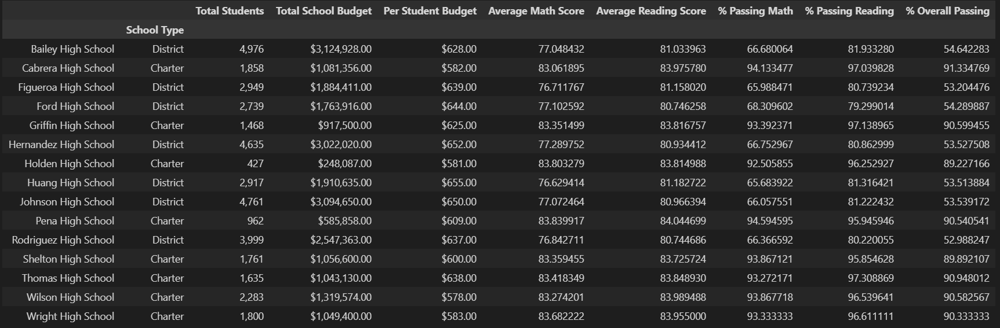 Total Students Total School Budget Per Student Budget Average Math Score Average Reading Score % Passing Math % Passing Reading % Overall Passing
School Type
Bailey High School District 4,976 $3,124,928.00 $628.00 77.048432 81.033963 66.680064 81.933280 54.642283
Cabrera High School Charter 1,858 $1,081,356.00 $582.00 83.061895 83.975780 94.133477 97.039828 91.334769
Figueroa High School District 2,949 $1,884,411.00 $639.00 76.711767 81.158020 65.988471 80.739234 53.204476
Ford High School District 2,739 $1,763,916.00 $644.00 77.102592 80.746258 68.309602 79.299014 54.289887
Griffin High School Charter 1,468 $917,500.00 $625.00 83.351499 83.816757 93.392371 97.138965 90.599455
Hernandez High School District 4,635 $3,022,020.00 $652.00 77.289752 80.934412 66.752967 80.862999 53.527508
Holden High School Charter 427 $248,087.00 $581.00 83.803279 83.814988 92.505855 96.252927 89.227166
Huang High School District 2,917 $1,910,635.00 $655.00 76.629414 81.182722 65.683922 81.316421 53.513884
Johnson High School District 4,761 $3,094,650.00 $650.00 77.072464 80.966394 66.057551 81.222432 53.539172
Pena High School Charter 962 $585,858.00 $609.00 83.839917 84.044699 94.594595 95.945946 90.540541
Rodriguez High School District 3,999 $2,547,363.00 $637.00 76.842711 80.744686 66.366592 80.220055 52.988247
Shelton High School Charter 1,761 $1,056,600.00 $600.00 83.359455 83.725724 93.867121 95.854628 89.892107
Thomas High School Charter 1,635 $1,043,130.00 $638.00 83.418349 83.848930 93.272171 97.308869 90.948012
Wilson High School Charter 2,283 $1,319,574.00 $578.00 83.274201 83.989488 93.867718 96.539641 90.582567
Wright High School Charter 1,800 $1,049,400.00 $583.00 83.682222 83.955000 93.333333 96.611111 90.333333